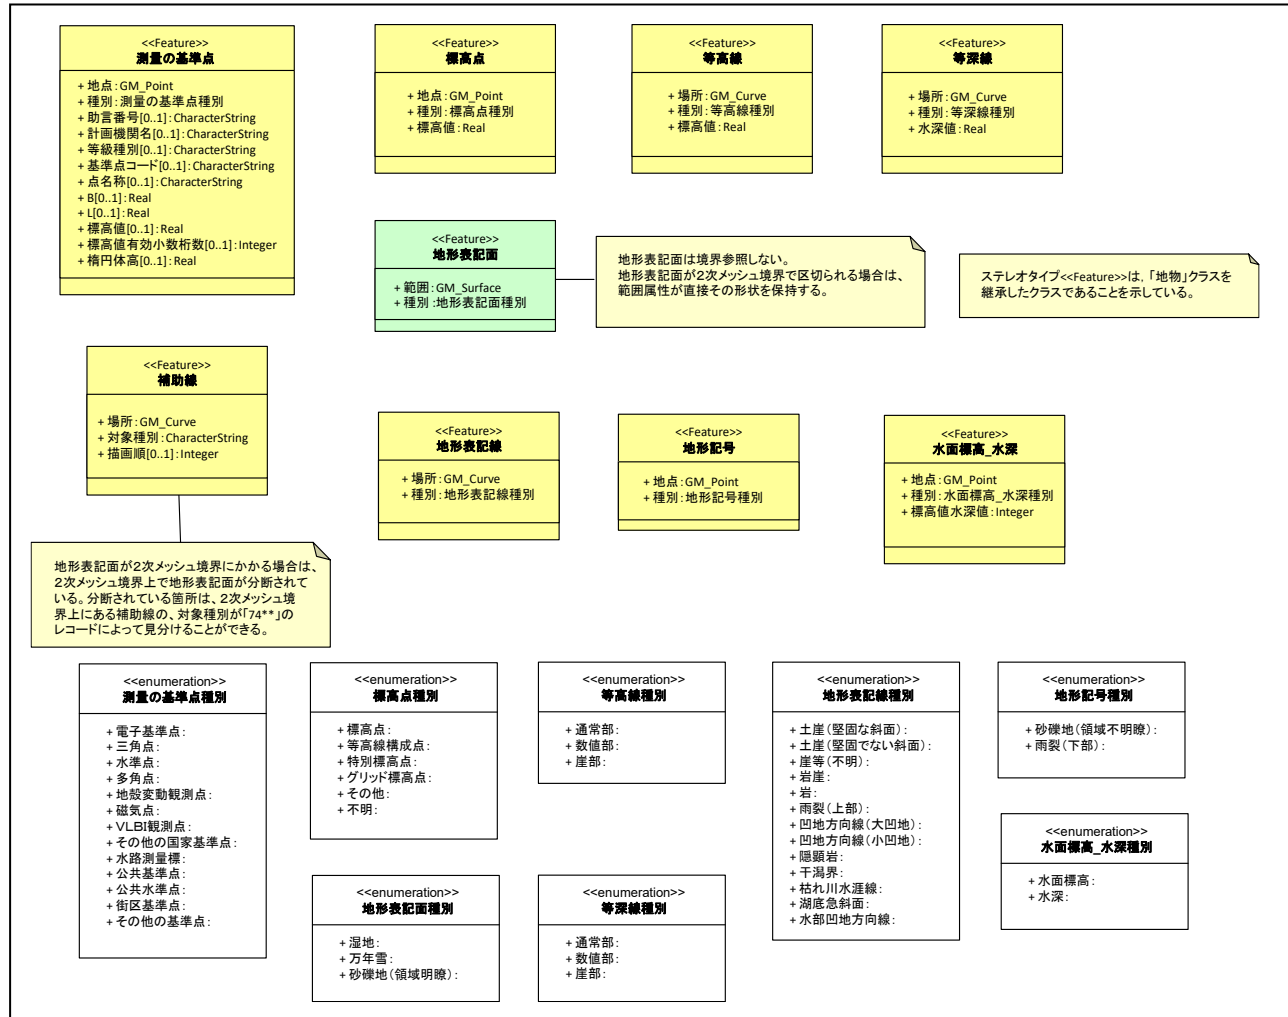 <<Feature>>
測量の基準点
+ 地点:GM_Point
+ 種別:測量の基準点種別
+ 助言番号[0..1]:CharacterString
+ 計画機関名[0..1]:CharacterString
+ 等級種別[0..1]:CharacterString
+ 基準点コード[0..1]:CharacterString
+ 点名称[0..1]:CharacterString
+ B[0..1]:Real
+ L[0..1]:Real
+ 標高値[0..1]:Real
+ 標高値有効小数桁数[0..1]:Integer
+ 楕円体高[0..1]:Real
<<Feature>>
標高点
+ 地点:GM_Point
+ 種別:標高点種別
+ 標高値:Real
<<Feature>>
等高線
+ 場所:GM_Curve
+ 種別:等高線種別
+ 標高値:Real
<<Feature>>
等深線
+ 場所:GM_Curve
+ 種別:等深線種別
+ 水深値:Real
<<Feature>>
地形表記面
+ 範囲:GM_Surface
+ 種別 :地形表記面種別
地形表記面は境界参照しない。
地形表記面が2次メッシュ境界で区切られる場合は、
範囲属性が直接その形状を保持する。
ステレオタイプ<<Feature>>は,「地物」クラスを
継承したクラスであることを示している。
<<Feature>>
補助線
+ 場所:GM_Curve
+ 対象種別:CharacterString
+ 描画順[0..1]:Integer
<<Feature>>
地形表記線
+ 場所:GM_Curve
+ 種別:地形表記線種別
<<Feature>>
地形記号
+ 地点:GM_Point
+ 種別:地形記号種別
<<Feature>>
水面標高_水深
+ 地点:GM_Point
+ 種別:水面標高_水深種別
+ 標高値水深値:Integer
地形表記面が2次メッシュ境界にかかる場合は、
2次メッシュ境界上で地形表記面が分断されて
いる。分断されている箇所は、2次メッシュ境
界上にある補助線の、対象種別が「74**」の
レコードによって見分けることができる。
<<enumeration>>
測量の基準点種別
+ 電子基準点:
+ 三角点:
+ 水準点:
+ 多角点:
+ 地殻変動観測点:
+ 磁気点:
+ VLBI観測点:
+ その他の国家基準点:
+ 水路測量標:
+ 公共基準点:
+ 公共水準点:
+ 街区基準点:
+ その他の基準点:
<<enumeration>>
標高点種別
+ 標高点:
+ 等高線構成点:
+ 特別標高点:
+ グリッド標高点:
+ その他:
+ 不明:
<<enumeration>>
等高線種別
+ 通常部:
+ 数値部:
+ 崖部:
<<enumeration>>
地形表記線種別
+ 土崖(堅固な斜面):
+ 土崖(堅固でない斜面):
+ 崖等(不明):
+ 岩崖:
+ 岩:
+ 雨裂(上部):
+ 凹地方向線(大凹地):
+ 凹地方向線(小凹地):
+ 隠顕岩:
+ 干潟界:
+ 枯れ川水涯線:
+ 湖底急斜面:
+ 水部凹地方向線:
<<enumeration>>
地形記号種別
+ 砂礫地(領域不明瞭):
+ 雨裂(下部):
<<enumeration>>
水面標高_水深種別
+ 水面標高:
+ 水深:
<<enumeration>>
地形表記面種別
+ 湿地:
+ 万年雪:
+ 砂礫地(領域明瞭):
<<enumeration>>
等深線種別
+ 通常部:
+ 数値部:
+ 崖部: